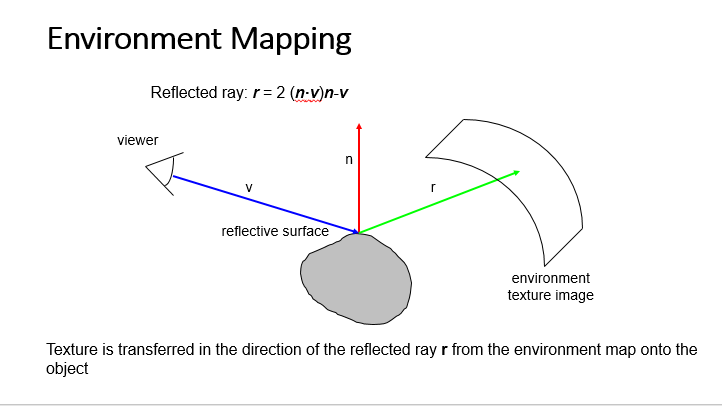 Environment Mapping
Reflected ray: r = 2 (n·v)n-v
viewer
n
v
r
reflective surface
environment
texture image
Texture is transferred in the direction of the reflected ray r from the environment map onto the
object